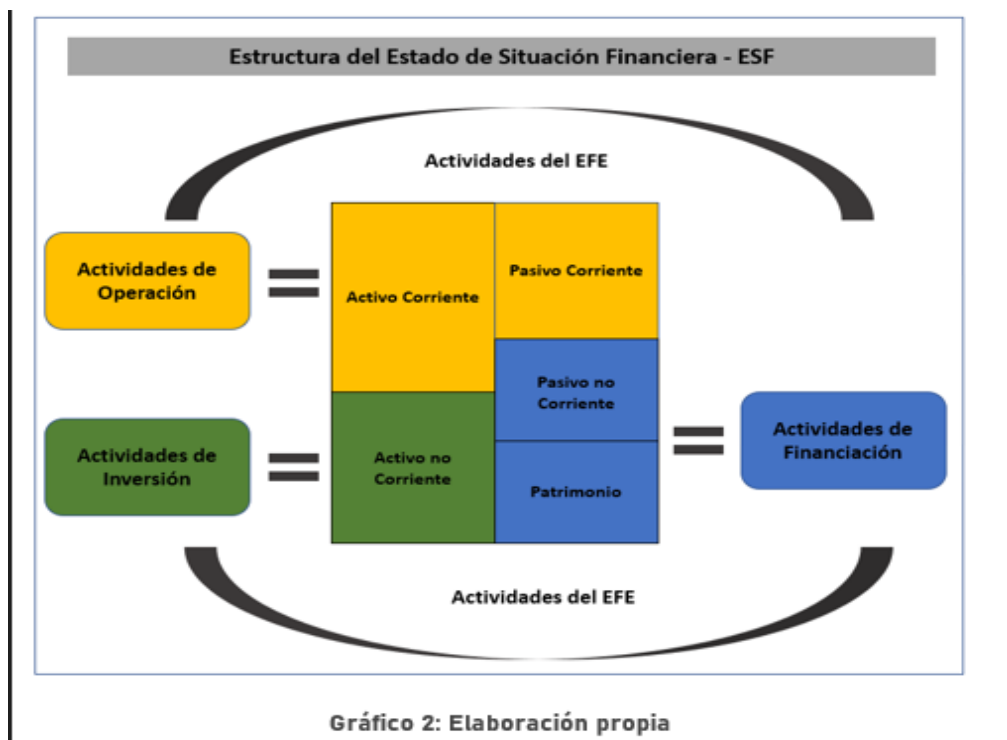 Estructura del Estado de Situación Financiera - ESF
Actividades del EFE
Actividades de
Operación
Activo Corriente
Pasivo Corriente
Pasivo no
Corriente
Actividades de
Inversión
Activo no
Corriente
Patrimonio
Actividades de
Financiación
Actividades del EFE
Gráfico 2: Elaboración propia